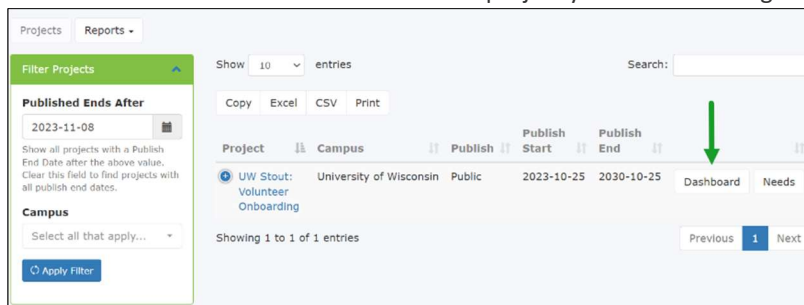 Projects Reports
Filter Projects
Published Ends After
2023-11-08
Show all projects with a Publish
End Date after the above value.
Clear this field to find projects with
all publish end dates.
Campus
Select all that apply...
Apply Filter
Show 10 entries
Search:
Copy Excel CSV Print
Project Campus Publish Publish Start Publish End
UW Stout: Volunteer Onboarding University of Wisconsin Public 2023-10-25 2030-10-25 Dashboard Needs
Showing 1 to 1 of 1 entries
Previous 1 Next